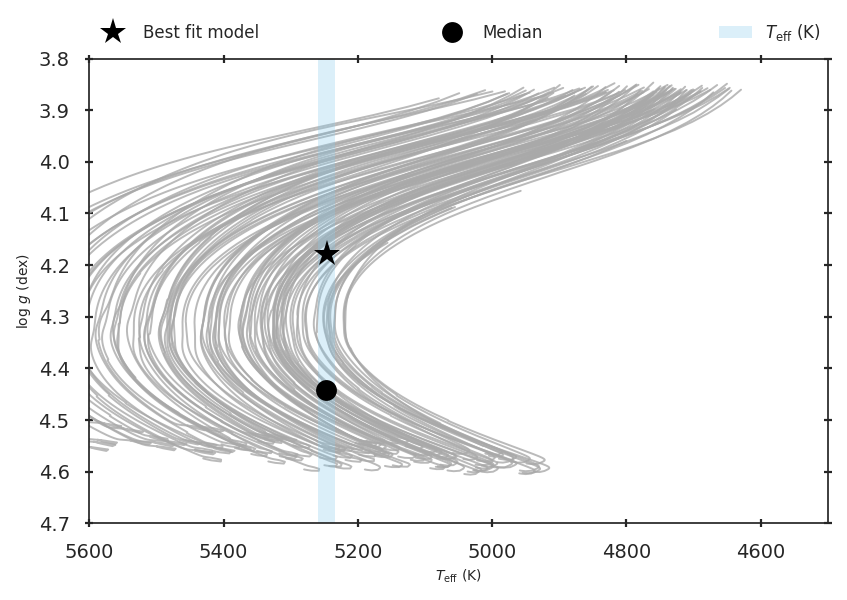 Best fit model Median T_eff (K)
3.8
3.9
4.0
4.1
4.2
4.3
4.4
4.5
4.6
4.7
log g (dex)
5600 5400 5200 5000 4800 4600
T_eff (K)